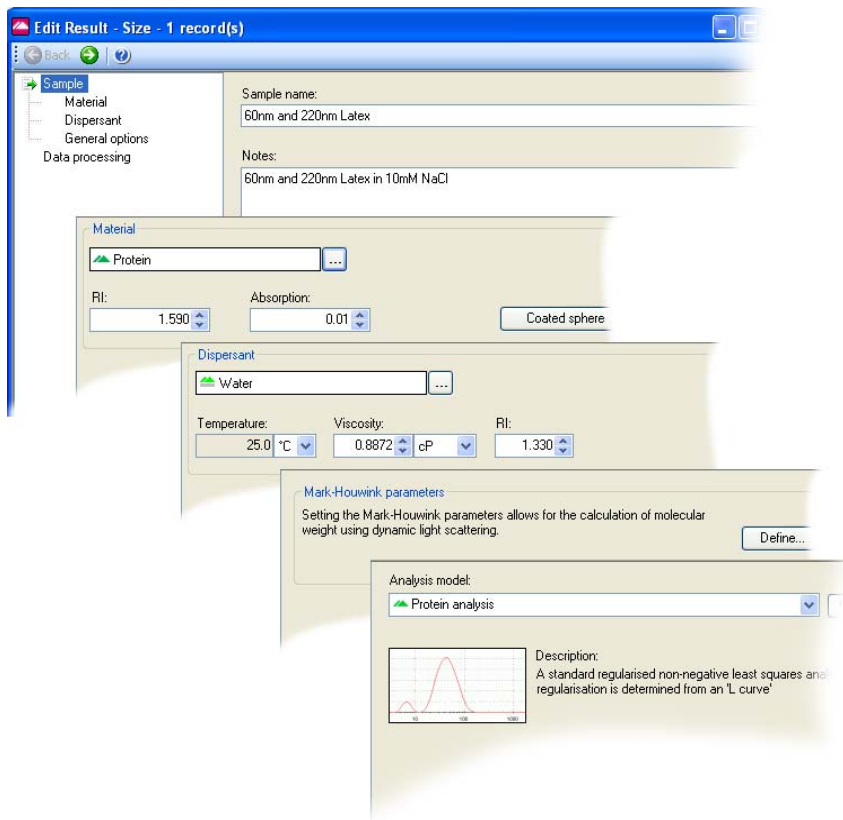 Edit Result - Size - 1 record(s)
Back
Sample
Material
Dispersant
General options
Data processing
Sample name:
60nm and 220nm Latex
Notes:
60nm and 220nm Latex in 10mM NaCl
Material
Protein
...
RI:
Absorption:
1.590
0.01
Coated sphere
Dispersant
Water
...
Temperature:
Viscosity:
RI:
25.0 °C
0.8872 cP
1.330
Mark-Houwink parameters
Setting the Mark-Houwink parameters allows for the calculation of molecular
weight using dynamic light scattering.
Define...
Analysis model:
Protein analysis
Description:
A standard regularised non-negative least squares
regularisation is determined from an 'L curve'
10 100 1000